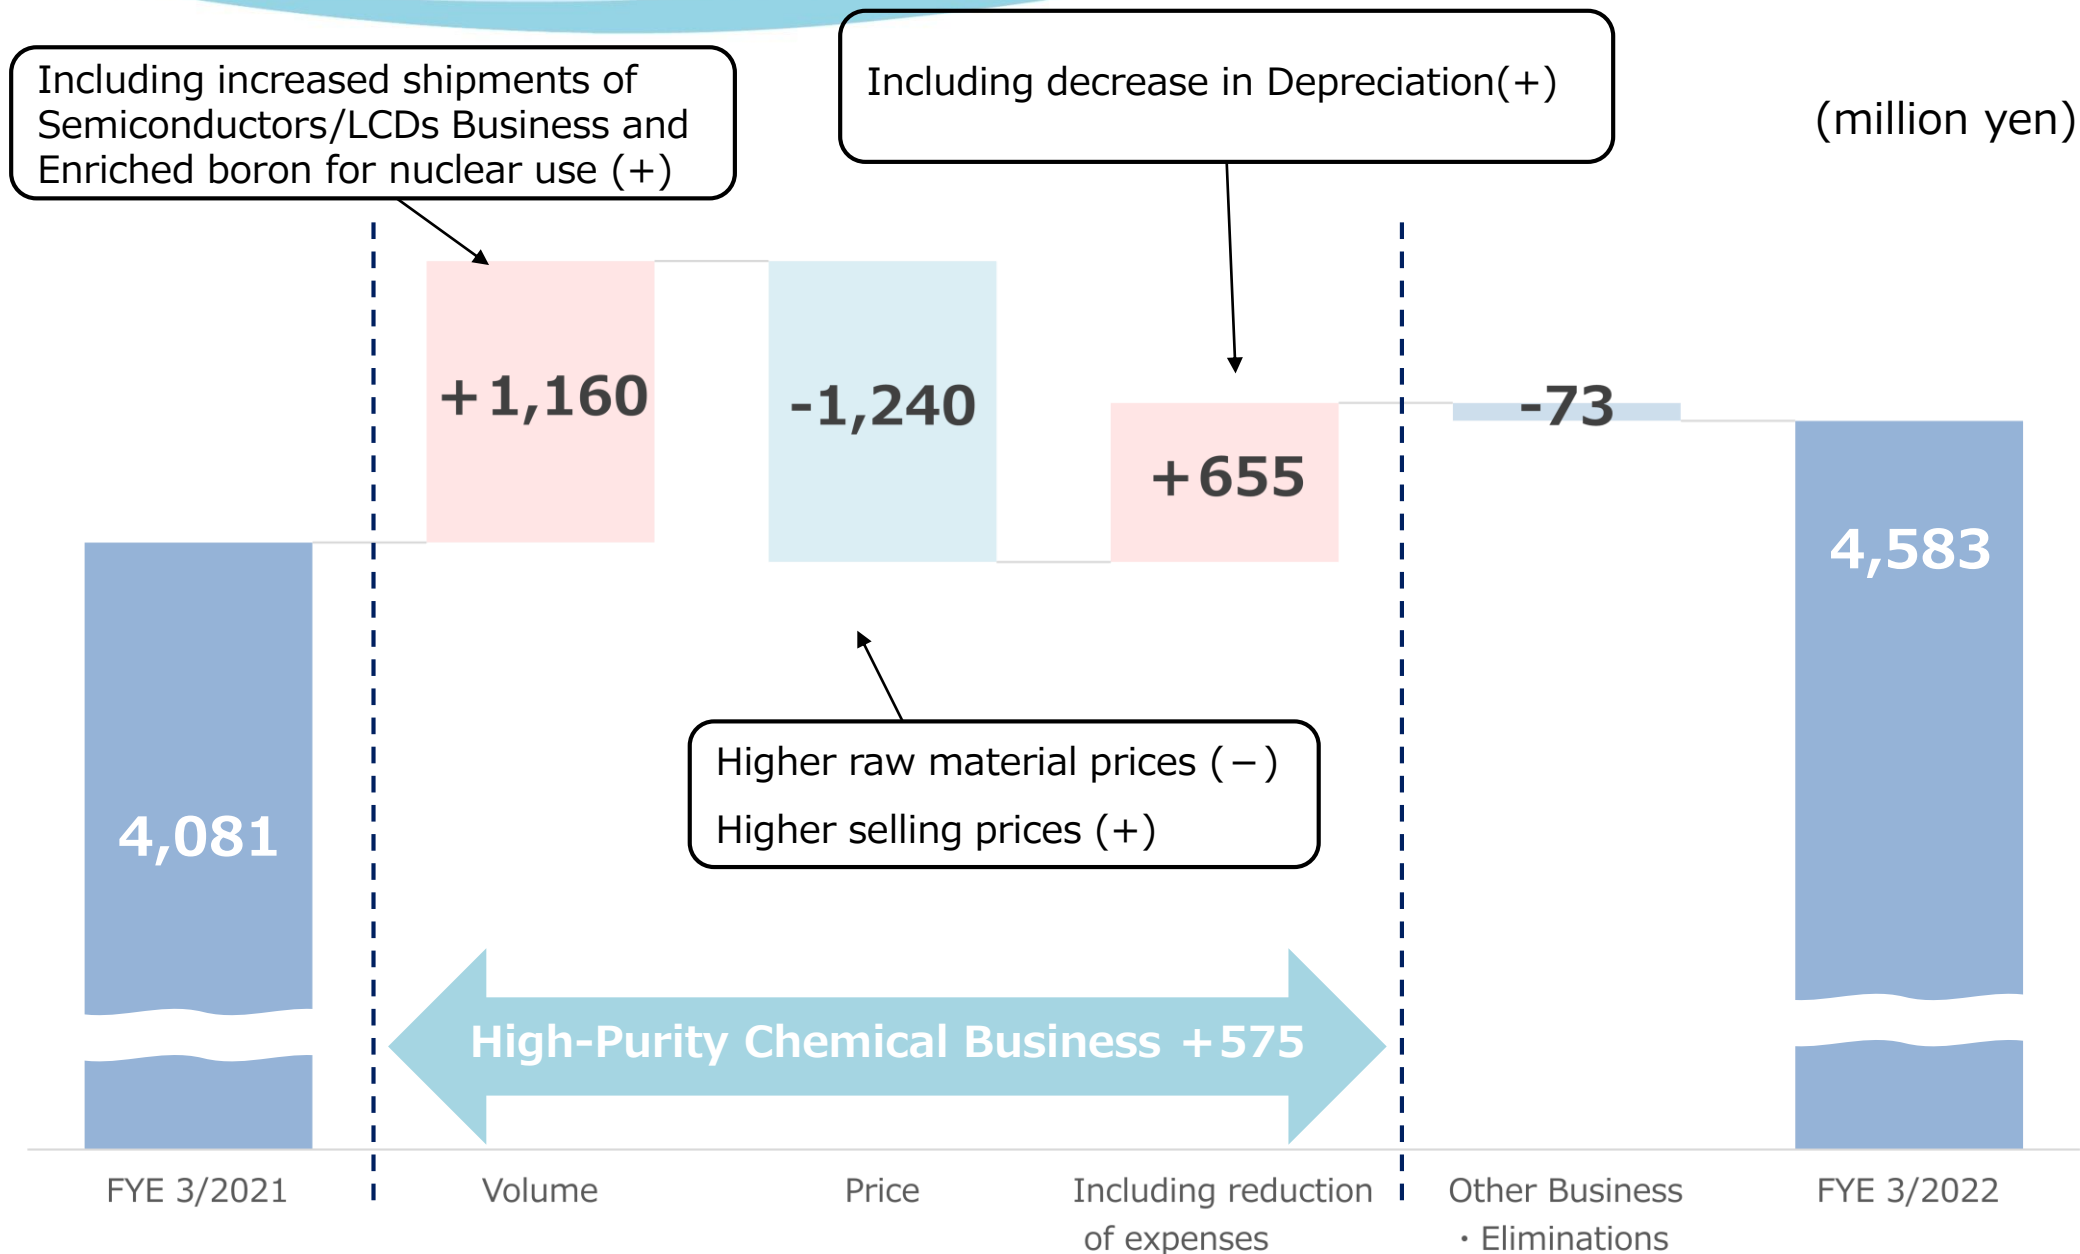 Including increased shipments of
Semiconductors/LCDs Business and
Enriched boron for nuclear use (+)
Including decrease in Depreciation(+)
(million yen)
+1,160
-1,240
+655
-73
4,583
4,081
Higher raw material prices (－)
Higher selling prices (+)
High-Purity Chemical Business +575
FYE 3/2021
Volume
Price
Including reduction
of expenses
Other Business
・Eliminations
FYE 3/2022